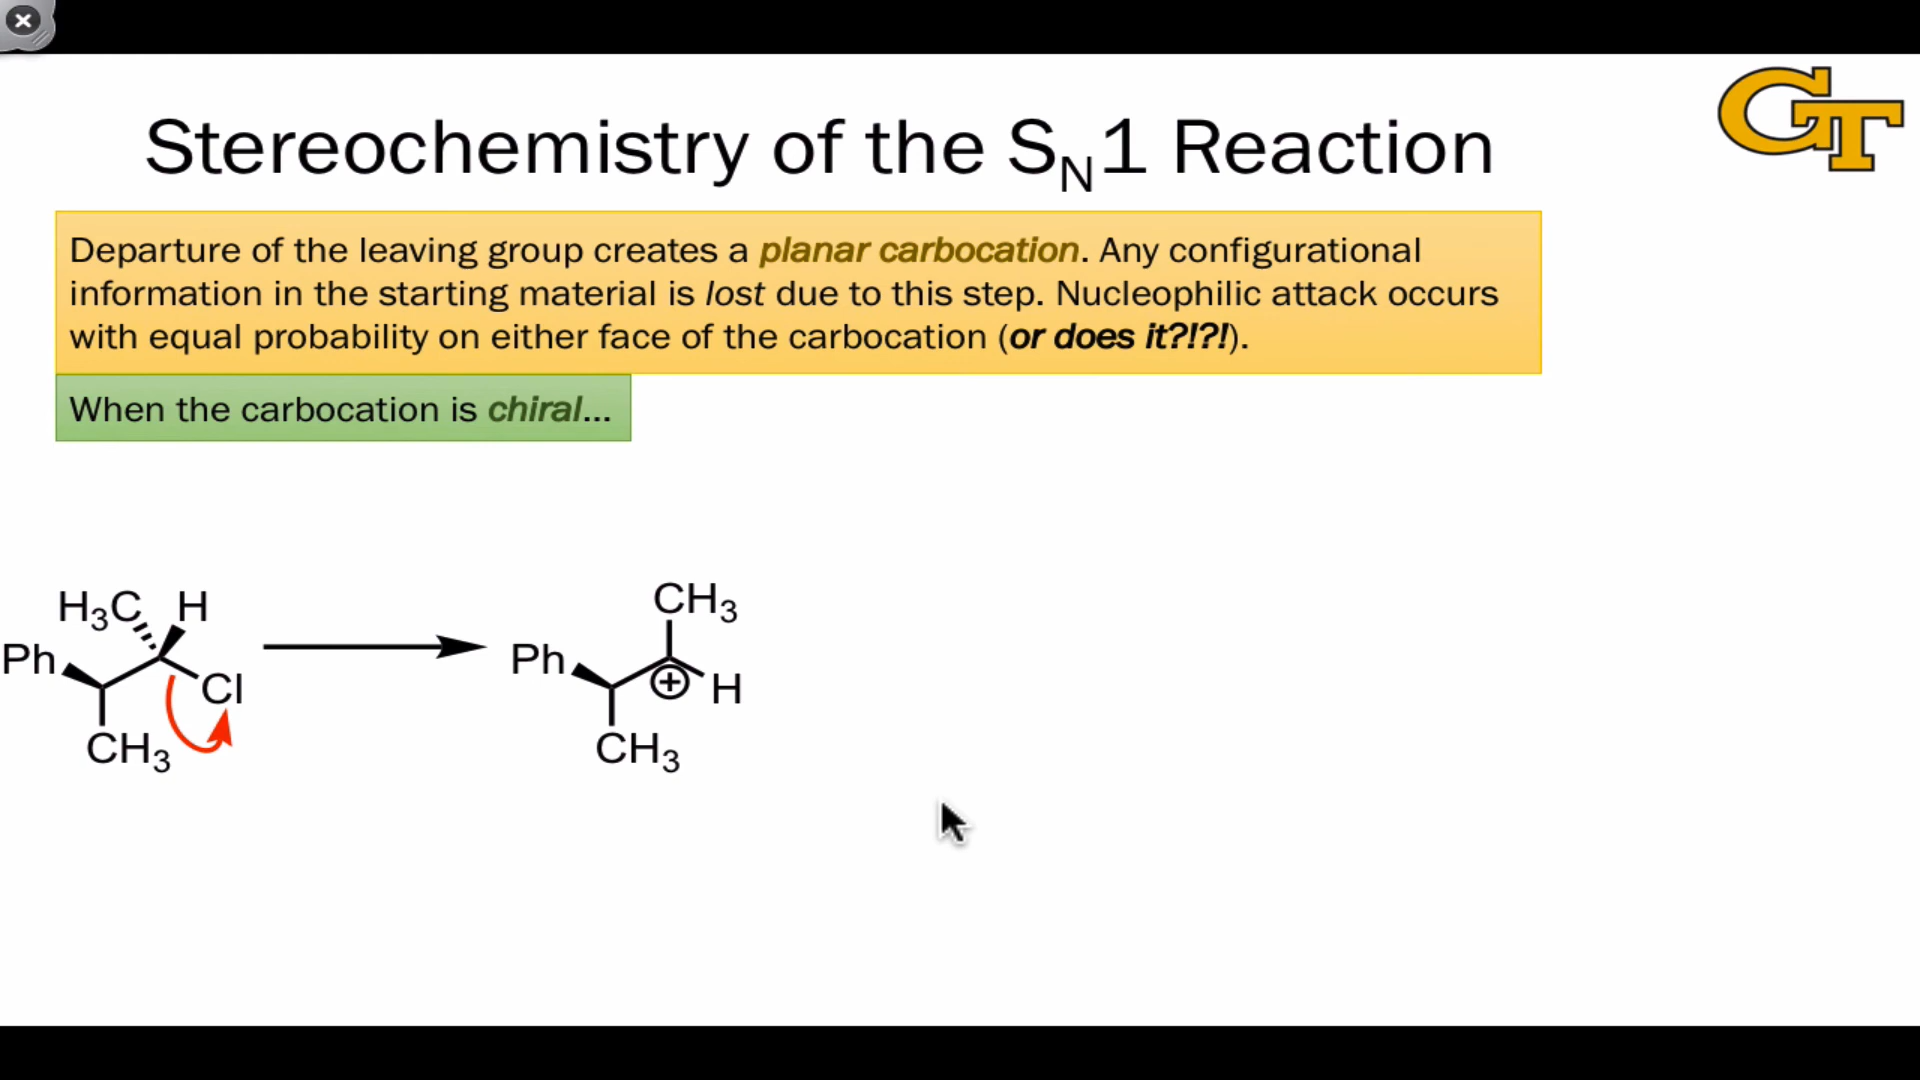 GT
Stereochemistry of the SN1 Reaction
Departure of the leaving group creates a planar carbocation. Any configurational
information in the starting material is lost due to this step. Nucleophilic attack occurs
with equal probability on either face of the carbocation (or does it?!?!).
When the carbocation is chiral...
H3C H
Ph
Cl
CH3
CH3
Ph
+
H
CH3